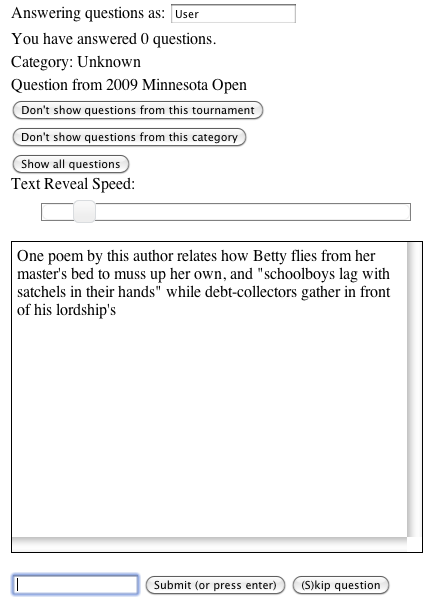 Answering questions as: User
You have answered 0 questions.
Category: Unknown
Question from 2009 Minnesota Open
Don't show questions from this tournament
Don't show questions from this category
Show all questions
Text Reveal Speed:
One poem by this author relates how Betty flies from her
master's bed to muss up her own, and "schoolboys lag with
satchels in their hands" while debt-collectors gather in front
of his lordship's
Submit (or press enter) (S)kip question